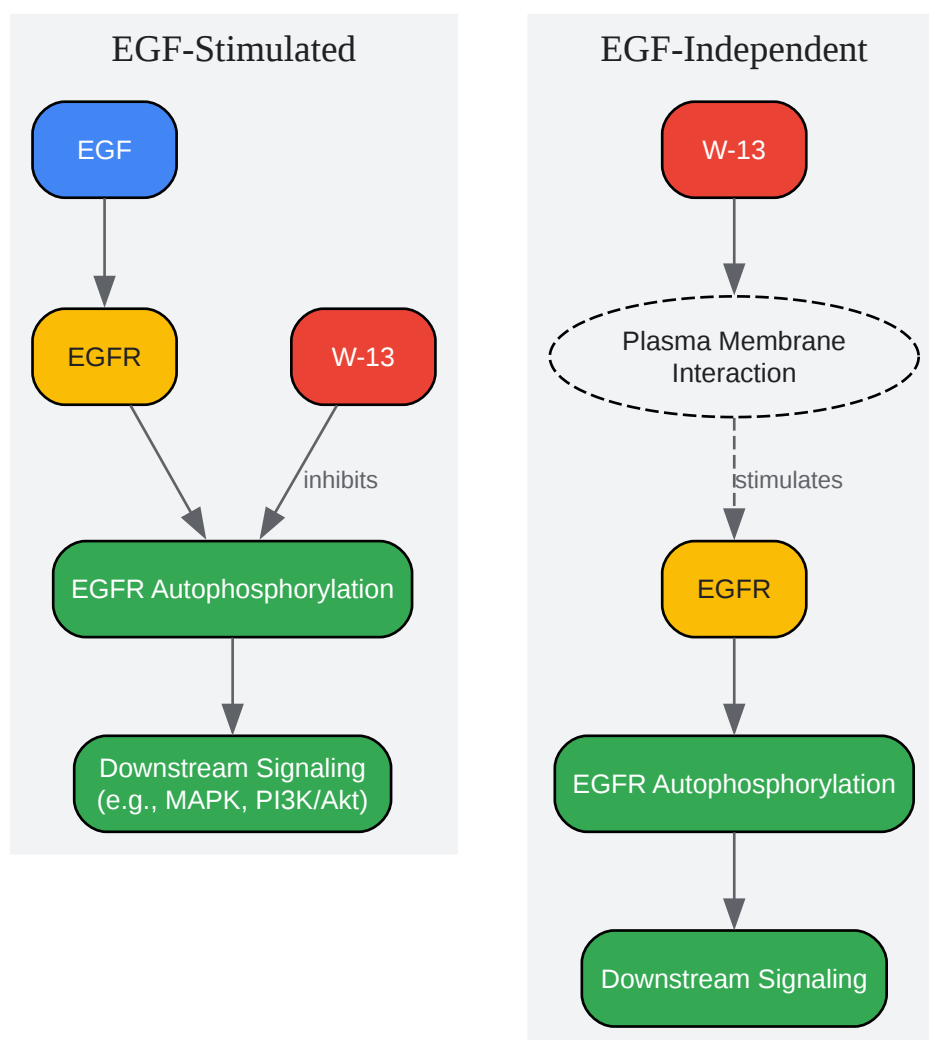 EGF-Stimulated
EGF
EGFR
W-13
inhibits
EGFR Autophosphorylation
Downstream Signaling
(e.g., MAPK, PI3K/Akt)
EGF-Independent
W-13
Plasma Membrane
Interaction
stimulates
EGFR
EGFR Autophosphorylation
Downstream Signaling